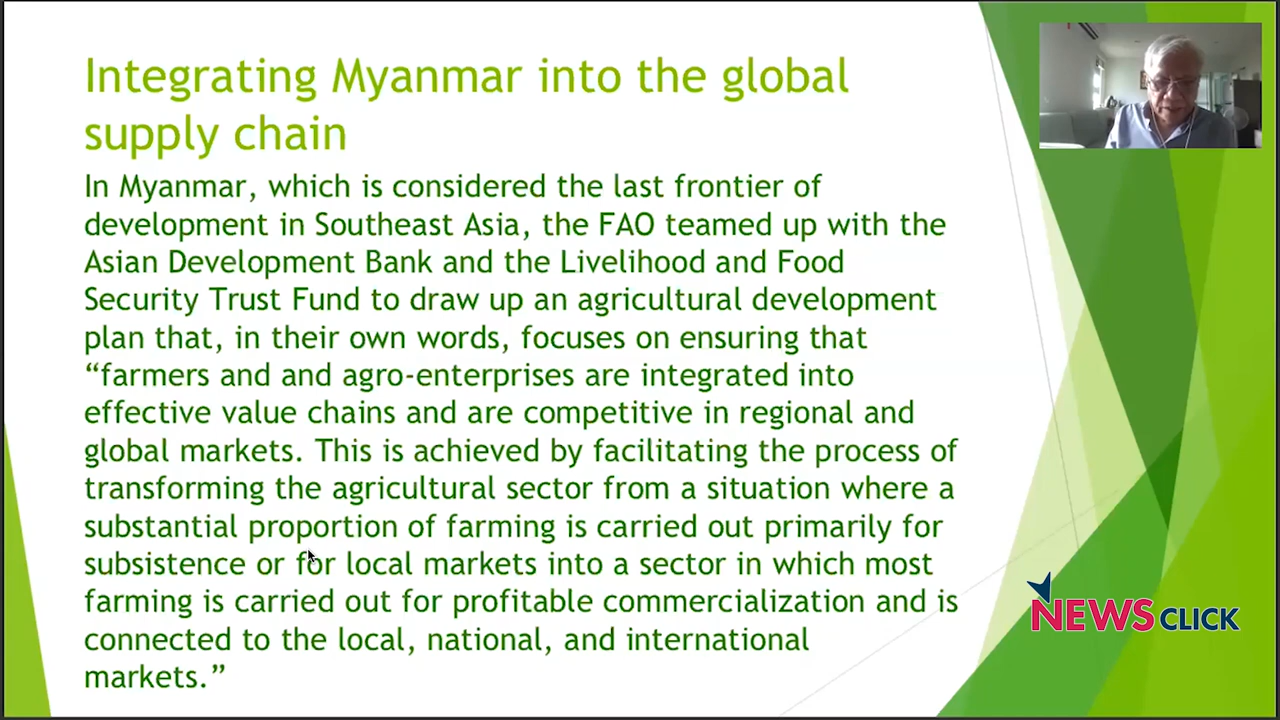 Integrating Myanmar into the global
supply chain
In Myanmar, which is considered the last frontier of
development in Southeast Asia, the FAO teamed up with the
Asian Development Bank and the Livelihood and Food
Security Trust Fund to draw up an agricultural development
plan that, in their own words, focuses on ensuring that
“farmers and and agro-enterprises are integrated into
effective value chains and are competitive in regional and
global markets. This is achieved by facilitating the process of
transforming the agricultural sector from a situation where a
substantial proportion of farming is carried out primarily for
subsistence or for local markets into a sector in which most
farming is carried out for profitable commercialization and is
connected to the local, national, and international
markets.”
NEWSCLICK